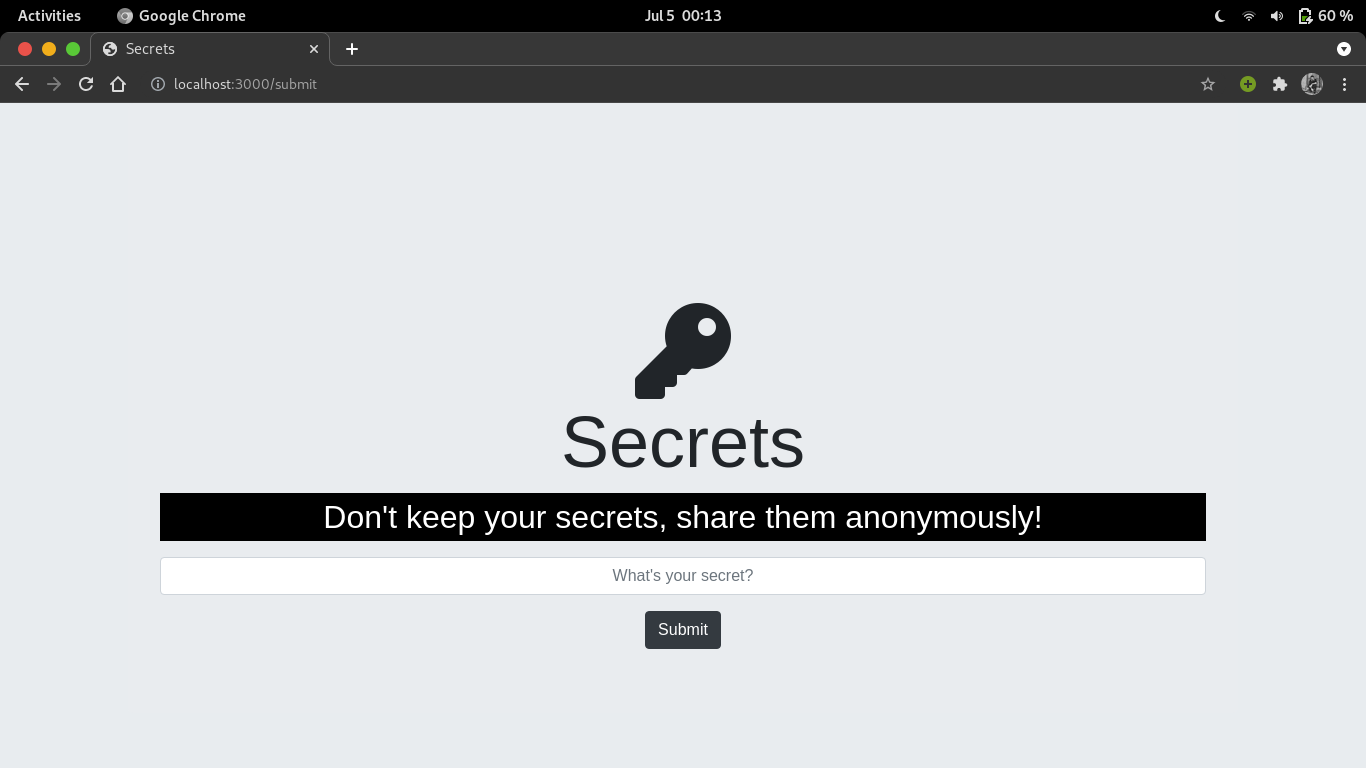 Activities Google Chrome Jul 5 00:13 60 %
Secrets
localhost:3000/submit
Secrets
Don't keep your secrets, share them anonymously!
What's your secret?
Submit